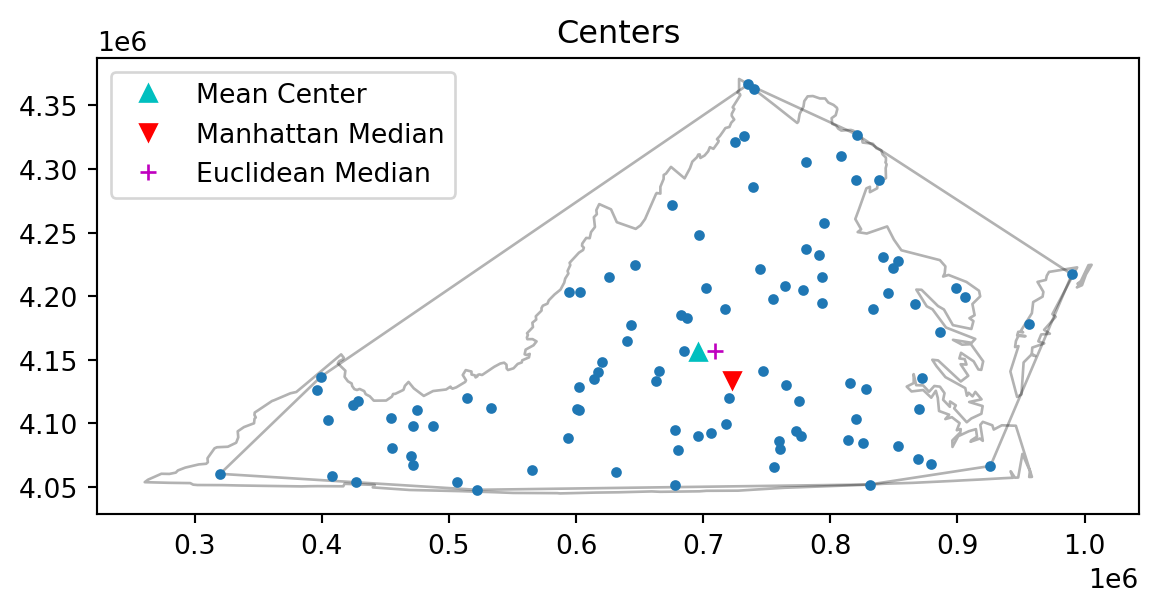 Centers
1e6
Mean Center
Manhattan Median
Euclidean Median
4.35
4.30
4.25
4.20
4.15
4.10
4.05
0.3 0.4 0.5 0.6 0.7 0.8 0.9 1.0
1e6